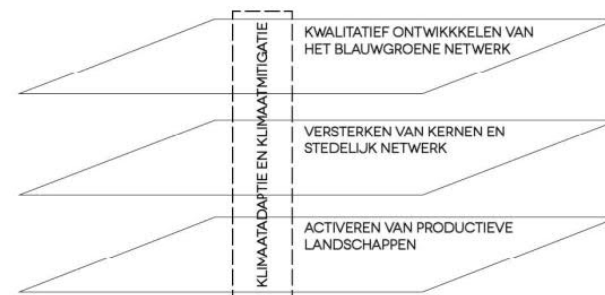 KWALITATIEF ONTWIKKKELEN VAN
HET BLAUWGROENE NETWERK
KLIMAATADAPTIE EN KLIMAATMITIGATIE
VERSTERKEN VAN KERNEN EN
STEDELIJK NETWERK
ACTIVEREN VAN PRODUCTIEVE
LANDSCHAPPEN